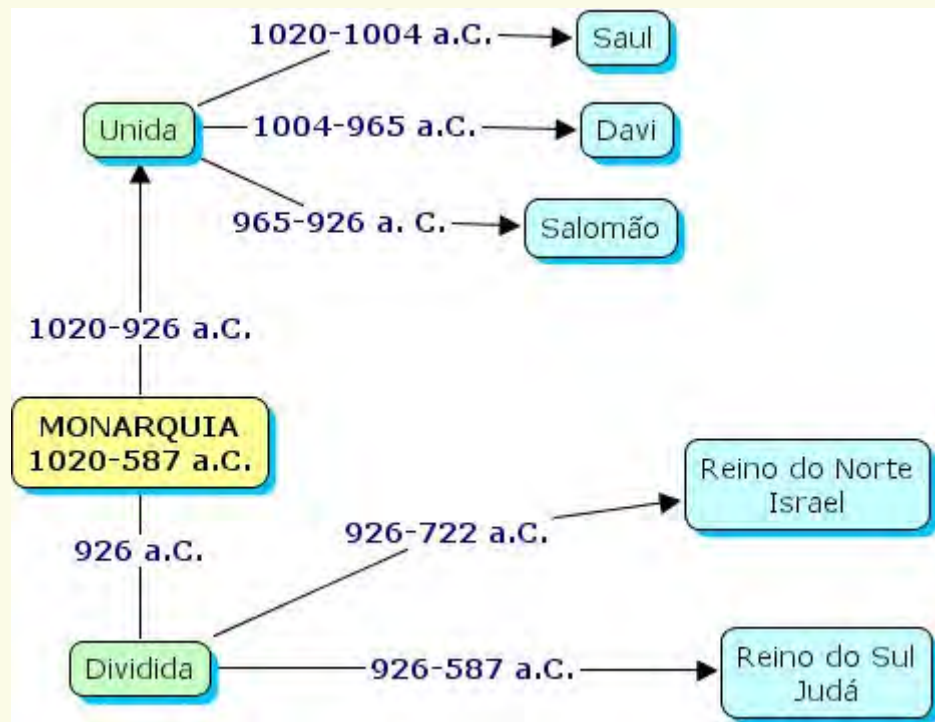 1020-1004 a.C.
Saul
Unida
1004-965 a.C.
Davi
965-926 a. C.
Salomão
1020-926 a.C.
MONARQUIA
1020-587 a.C.
926 a.C.
926-722 a.C.
Reino do Norte
Israel
Dividida
926-587 a.C.
Reino do Sul
Judá